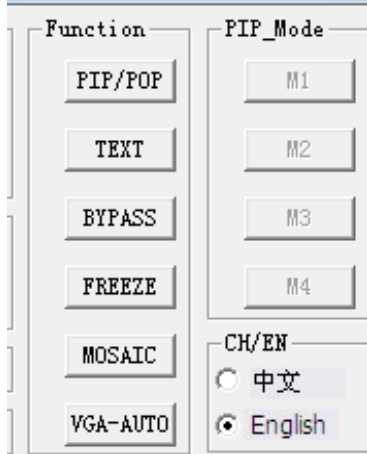 Function
PIP/POP
TEXT
BYPASS
FREEZE
MOSAIC
VGA-AUTO
PIP_Mode
M1
M2
M3
M4
CH/EN
中文
English